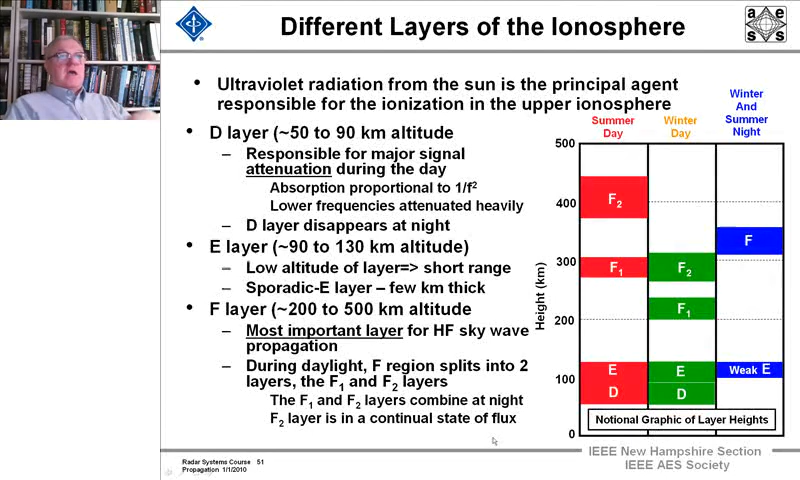 Different Layers of the Ionosphere
a e
s s
• Ultraviolet radiation from the sun is the principal agent
responsible for the ionization in the upper ionosphere
• D layer (~50 to 90 km altitude
– Responsible for major signal
attenuation during the day
Absorption proportional to 1/f²
Lower frequencies attenuated heavily
– D layer disappears at night
• E layer (~90 to 130 km altitude)
– Low altitude of layer=> short range
– Sporadic-E layer – few km thick
• F layer (~200 to 500 km altitude
– Most important layer for HF sky wave
propagation
– During daylight, F region splits into 2
layers, the F₁ and F₂ layers
The F₁ and F₂ layers combine at night
F₂ layer is in a continual state of flux
Summer
Day
Winter
Day
Winter
And
Summer
Night
Height (km)
500
400
300
200
100
0
F₂
F₁
E
D
F₂
F₁
E
D
F
Weak E
Notional Graphic of Layer Heights
Radar Systems Course 51
Propagation 1/1/2010
IEEE New Hampshire Section
IEEE AES Society